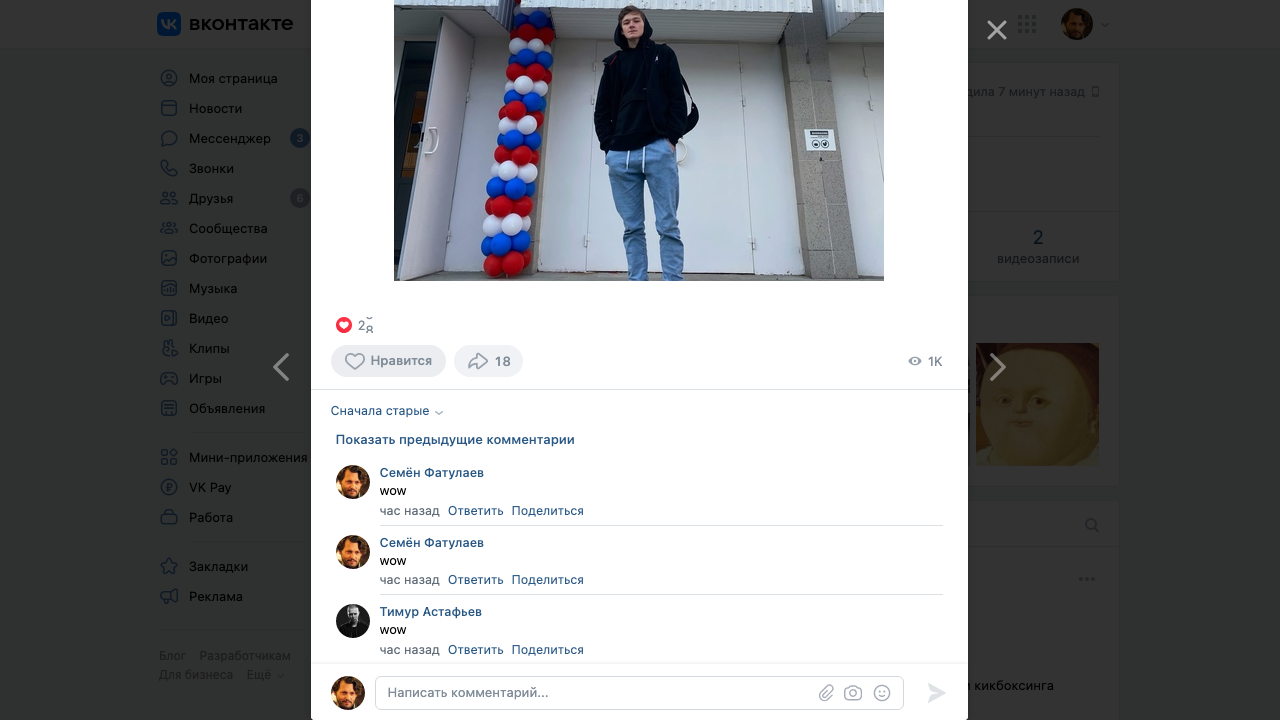 вконтакте
Моя страница
Новости
Мессенджер 3
Звонки
Друзья 6
Сообщества
Фотографии
Музыка
Видео
Клипы
Игры
Объявления
Мини-приложения
VK Pay
Работа
Закладки
Реклама
Блог Разработчикам
Для бизнеса Ещё
Нравится 18
1K
Сначала старые
Показать предыдущие комментарии
Семён Фатулаев
wow
час назад Ответить Поделиться
Семён Фатулаев
wow
час назад Ответить Поделиться
Тимур Астафьев
wow
час назад Ответить Поделиться
Написать комментарий...
7 минут назад
2
видеозаписи
кикбоксинга